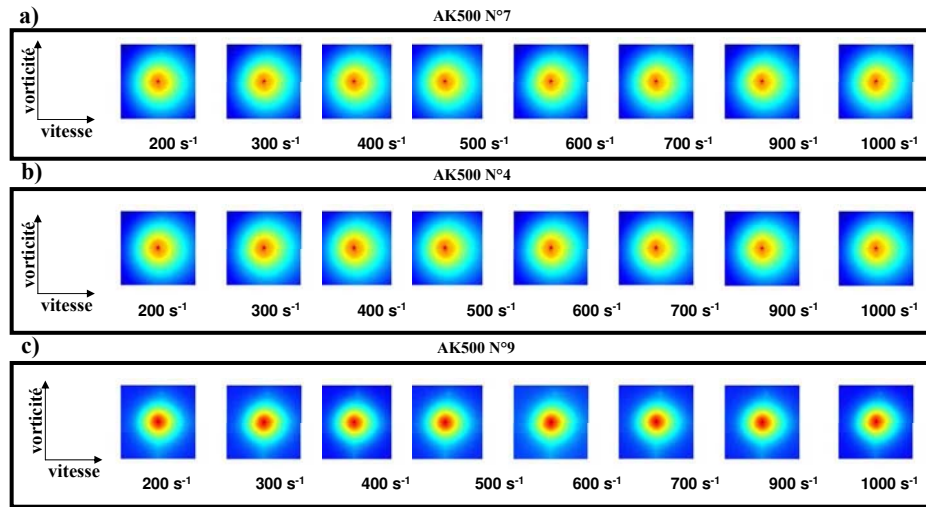 a)
AK500 N°7
vorticité
vitesse
200 s⁻¹ 300 s⁻¹ 400 s⁻¹ 500 s⁻¹ 600 s⁻¹ 700 s⁻¹ 900 s⁻¹ 1000 s⁻¹
b)
AK500 N°4
vorticité
vitesse
200 s⁻¹ 300 s⁻¹ 400 s⁻¹ 500 s⁻¹ 600 s⁻¹ 700 s⁻¹ 900 s⁻¹ 1000 s⁻¹
c)
AK500 N°9
vorticité
vitesse
200 s⁻¹ 300 s⁻¹ 400 s⁻¹ 500 s⁻¹ 600 s⁻¹ 700 s⁻¹ 900 s⁻¹ 1000 s⁻¹